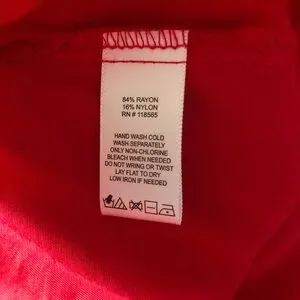 84% RAYON
16% NYLON
RN # 118565
HAND WASH COLD
WASH SEPARATELY
ONLY NON-CHLORINE
BLEACH WHEN NEEDED
DO NOT WRING OR TWIST
LAY FLAT TO DRY
LOW IRON IF NEEDED